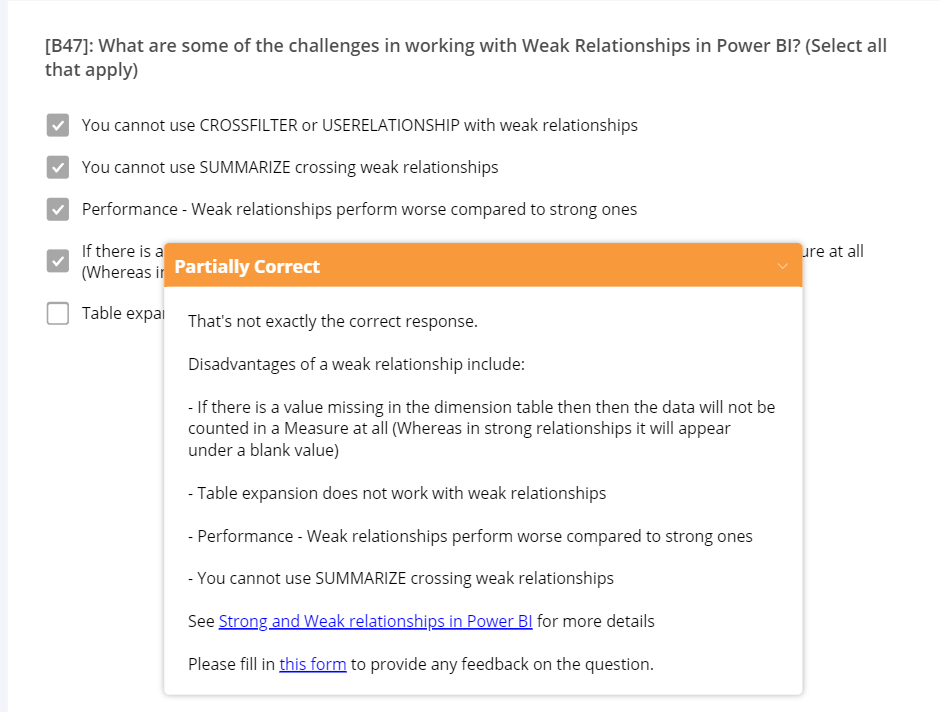 [B47]: What are some of the challenges in working with Weak Relationships in Power BI? (Select all
that apply)
You cannot use CROSSFILTER or USERELATIONSHIP with weak relationships
You cannot use SUMMARIZE crossing weak relationships
Performance - Weak relationships perform worse compared to strong ones
If there is a ure at all
(Whereas in
Table expa
Partially Correct
That's not exactly the correct response.
Disadvantages of a weak relationship include:
- If there is a value missing in the dimension table then then the data will not be
counted in a Measure at all (Whereas in strong relationships it will appear
under a blank value)
- Table expansion does not work with weak relationships
- Performance - Weak relationships perform worse compared to strong ones
- You cannot use SUMMARIZE crossing weak relationships
See Strong and Weak relationships in Power BI for more details
Please fill in this form to provide any feedback on the question.